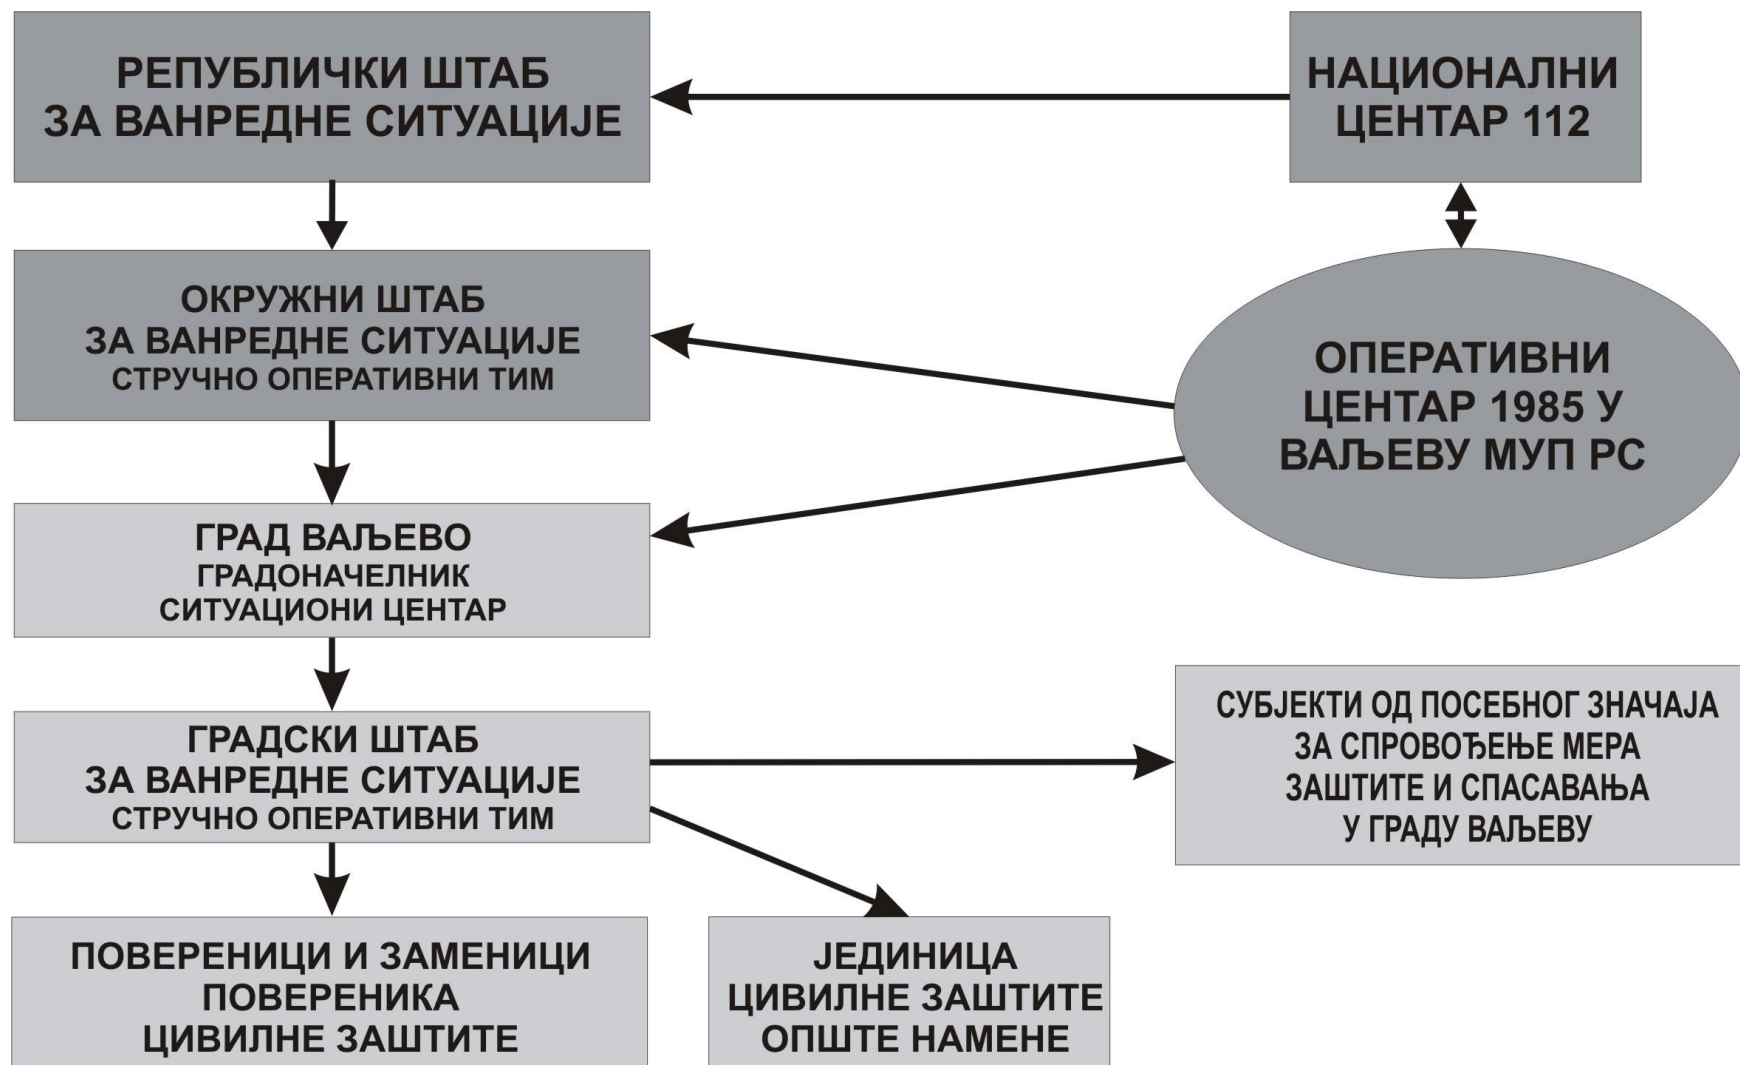 РЕПУБЛИЧКИ ШТАБ
ЗА ВАНРЕДНЕ СИТУАЦИЈЕ
НАЦИОНАЛНИ
ЦЕНТАР 112
ОКРУЖНИ ШТАБ
ЗА ВАНРЕДНЕ СИТУАЦИЈЕ
СТРУЧНО ОПЕРАТИВНИ ТИМ
ОПЕРАТИВНИ
ЦЕНТАР 1985 У
ВАЉЕВУ МУП РС
ГРАД ВАЉЕВО
ГРАДОНАЧЕЛНИК
СИТУАЦИОНИ ЦЕНТАР
ГРАДСКИ ШТАБ
ЗА ВАНРЕДНЕ СИТУАЦИЈЕ
СТРУЧНО ОПЕРАТИВНИ ТИМ
СУБЈЕКТИ ОД ПОСЕБНОГ ЗНАЧАЈА
ЗА СПРОВОЂЕЊЕ МЕРА
ЗАШТИТЕ И СПАСАВАЊА
У ГРАДУ ВАЉЕВУ
ПОВЕРЕНИЦИ И ЗАМЕНИЦИ
ПОВЕРЕНИКА
ЦИВИЛНЕ ЗАШТИТЕ
ЈЕДИНИЦА
ЦИВИЛНЕ ЗАШТИТЕ
ОПШТЕ НАМЕНЕ